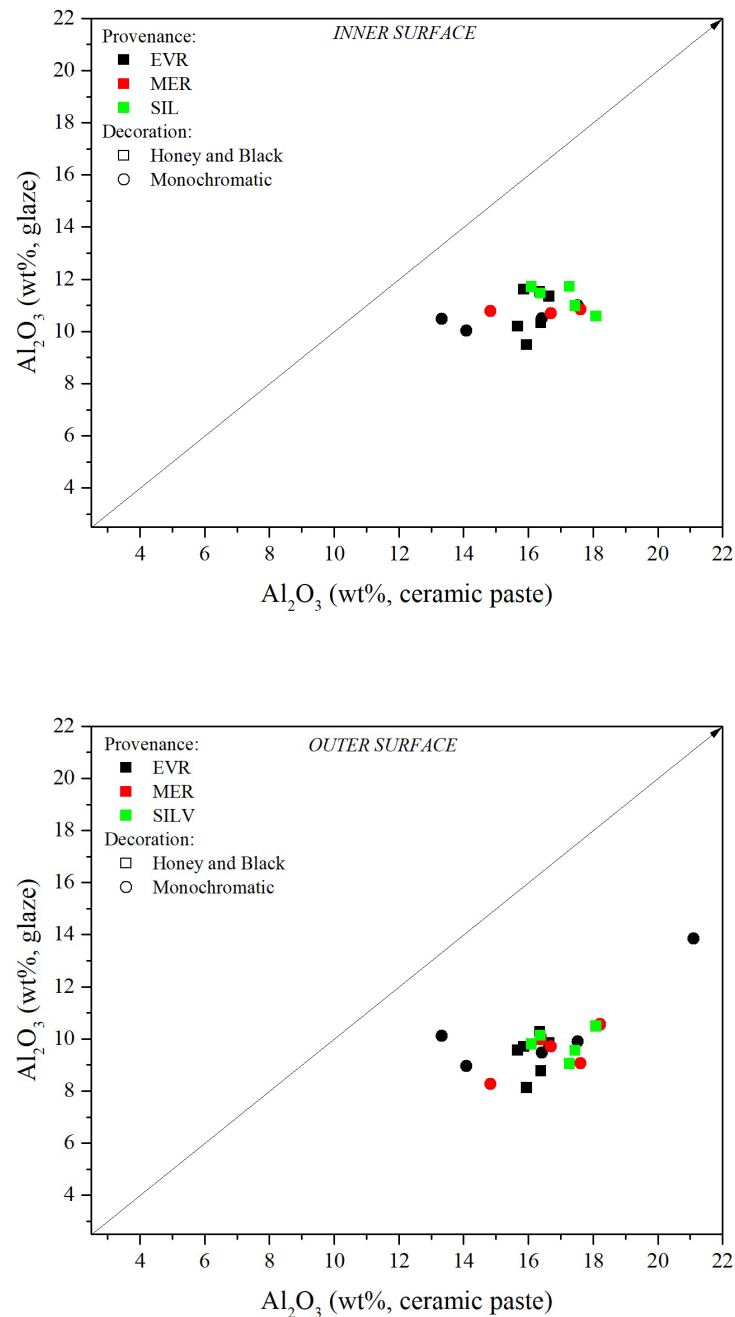 INNER SURFACE
Provenance:
EVR
MER
SIL
Decoration:
Honey and Black
Monochromatic
22
20
18
16
14
12
10
8
6
4
Al₂O₃ (wt%, glaze)
4 6 8 10 12 14 16 18 20 22
Al₂O₃ (wt%, ceramic paste)
OUTER SURFACE
Provenance:
EVR
MER
SILV
Decoration:
Honey and Black
Monochromatic
22
20
18
16
14
12
10
8
6
4
Al₂O₃ (wt%, glaze)
4 6 8 10 12 14 16 18 20 22
Al₂O₃ (wt%, ceramic paste)